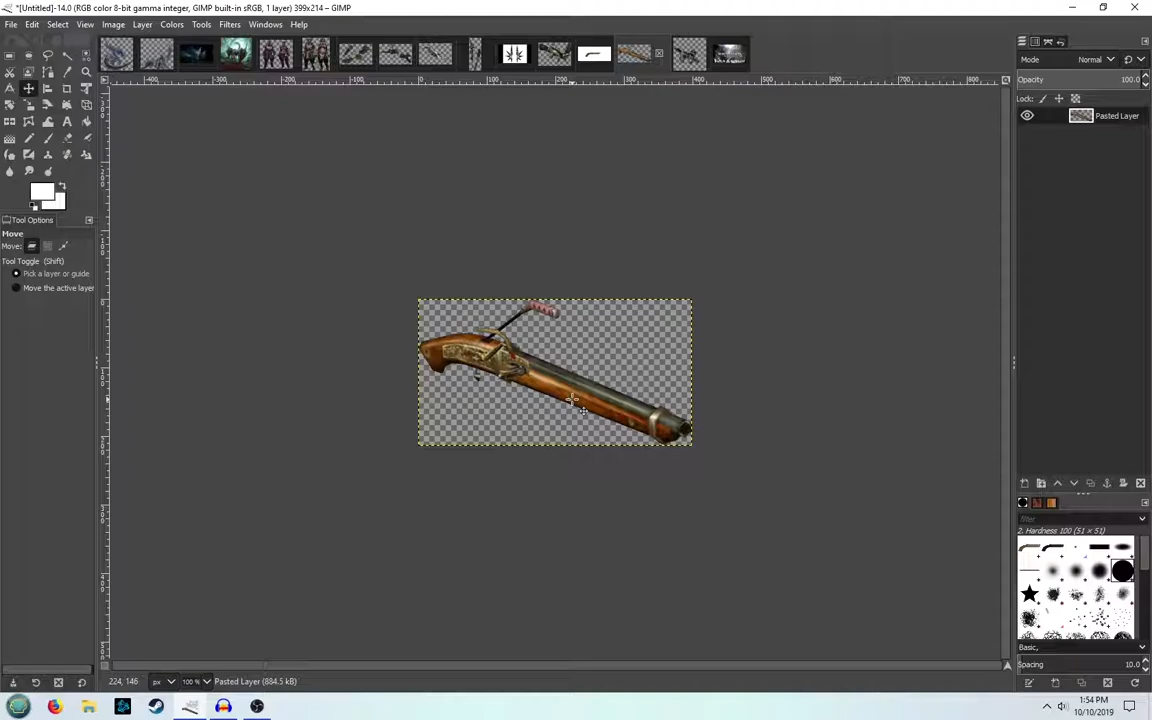 *[Untitled]-14.0 (RGB color 8-bit gamma integer, GIMP built-in sRGB, 1 layer) 399x214 – GIMP
File Edit Select View Image Layer Colors Tools Filters Windows Help
Mode Normal
Opacity 100.0
Lock:
Pasted Layer
Tool Options
Move
Move:
Tool Toggle (Shift)
Pick a layer or guide
Move the active layer
filter
2. Hardness 100 (51 × 51)
Basic,
Spacing 10.0
224, 146 px 100 % Pasted Layer (884.5 kB)
1:54 PM
10/10/2019